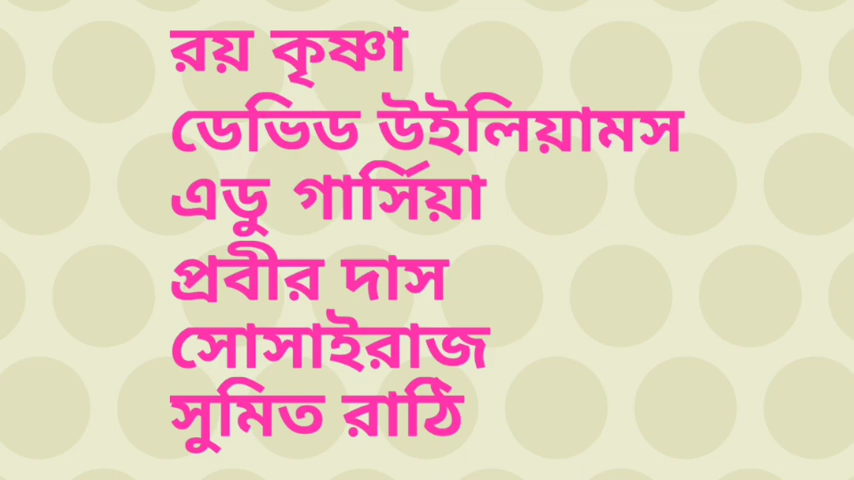 রয় কৃষ্ণা
ডেভিড উইলিয়ামস
এডু গার্সিয়া
প্রবীর দাস
সোসাইরাজ
সুমিত রাঠি